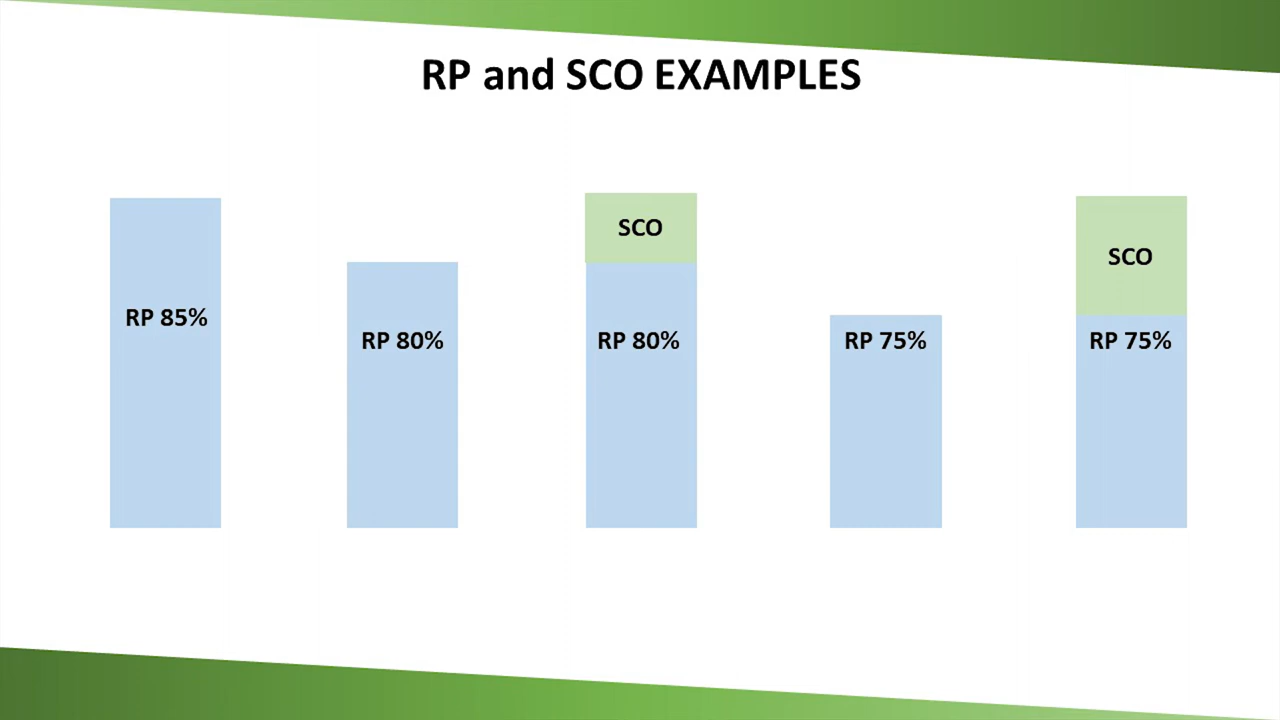 RP and SCO EXAMPLES
RP 85%
RP 80%
SCO
RP 80%
RP 75%
SCO
RP 75%